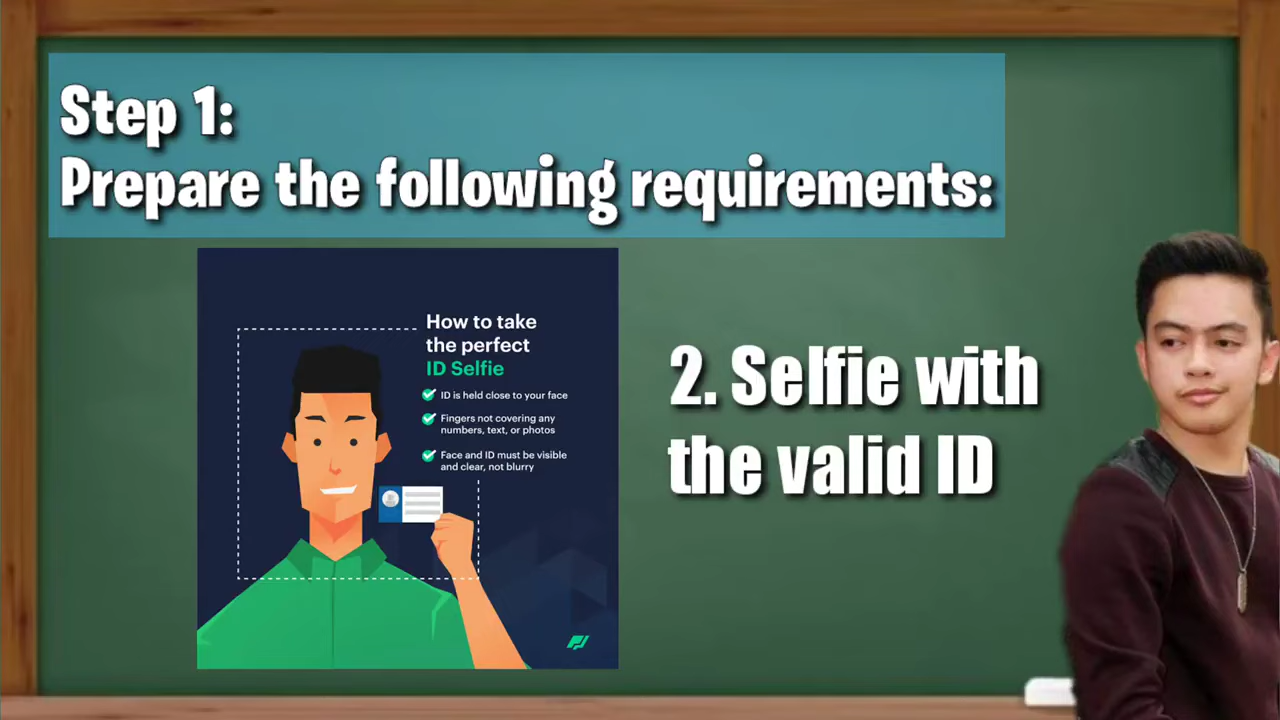 Step 1:
Prepare the following requirements:
How to take
the perfect
ID Selfie
ID is held close to your face
Fingers not covering any
numbers, text, or photos
Face and ID must be visible
and clear, not blurry
2. Selfie with
the valid ID